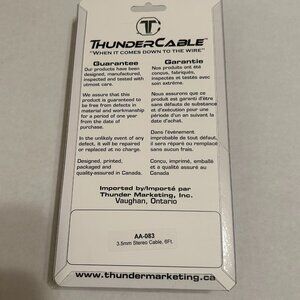 T
THUNDERCABLE™
"WHEN IT COMES DOWN TO THE WIRE"
Guarantee
Our products have been
designed, manufactured,
inspected and tested with
utmost care.
We assure that this
product is guaranteed to
be free from defects in
material and workmanship
for a period of one year
from the date of
purchase.
In the unlikely event of any
defect, it will be repaired
or replaced at no charge.
Designed, printed,
packaged and
quality-assured in Canada.
Garantie
Nos produits ont été
conçus, fabriqués,
inspectés et testés avec
soin extrême.
Nous assurons que ce
produit est garanti d'être
sans défauts de substance
et d'exécution pour une
période d'un an suivant la
date d'achat.
Dans l'événement
improbable de tout défaut,
il sera réparé ou remplacé
sans aucun frais.
Conçu, imprimé, emballé
et a qualité assuré au
Canada.
Imported by/Importé par
Thunder Marketing, Inc.
Vaughan, Ontario
AA-083
3.5mm Stereo Cable, 6Ft.
www.thundermarketing.ca